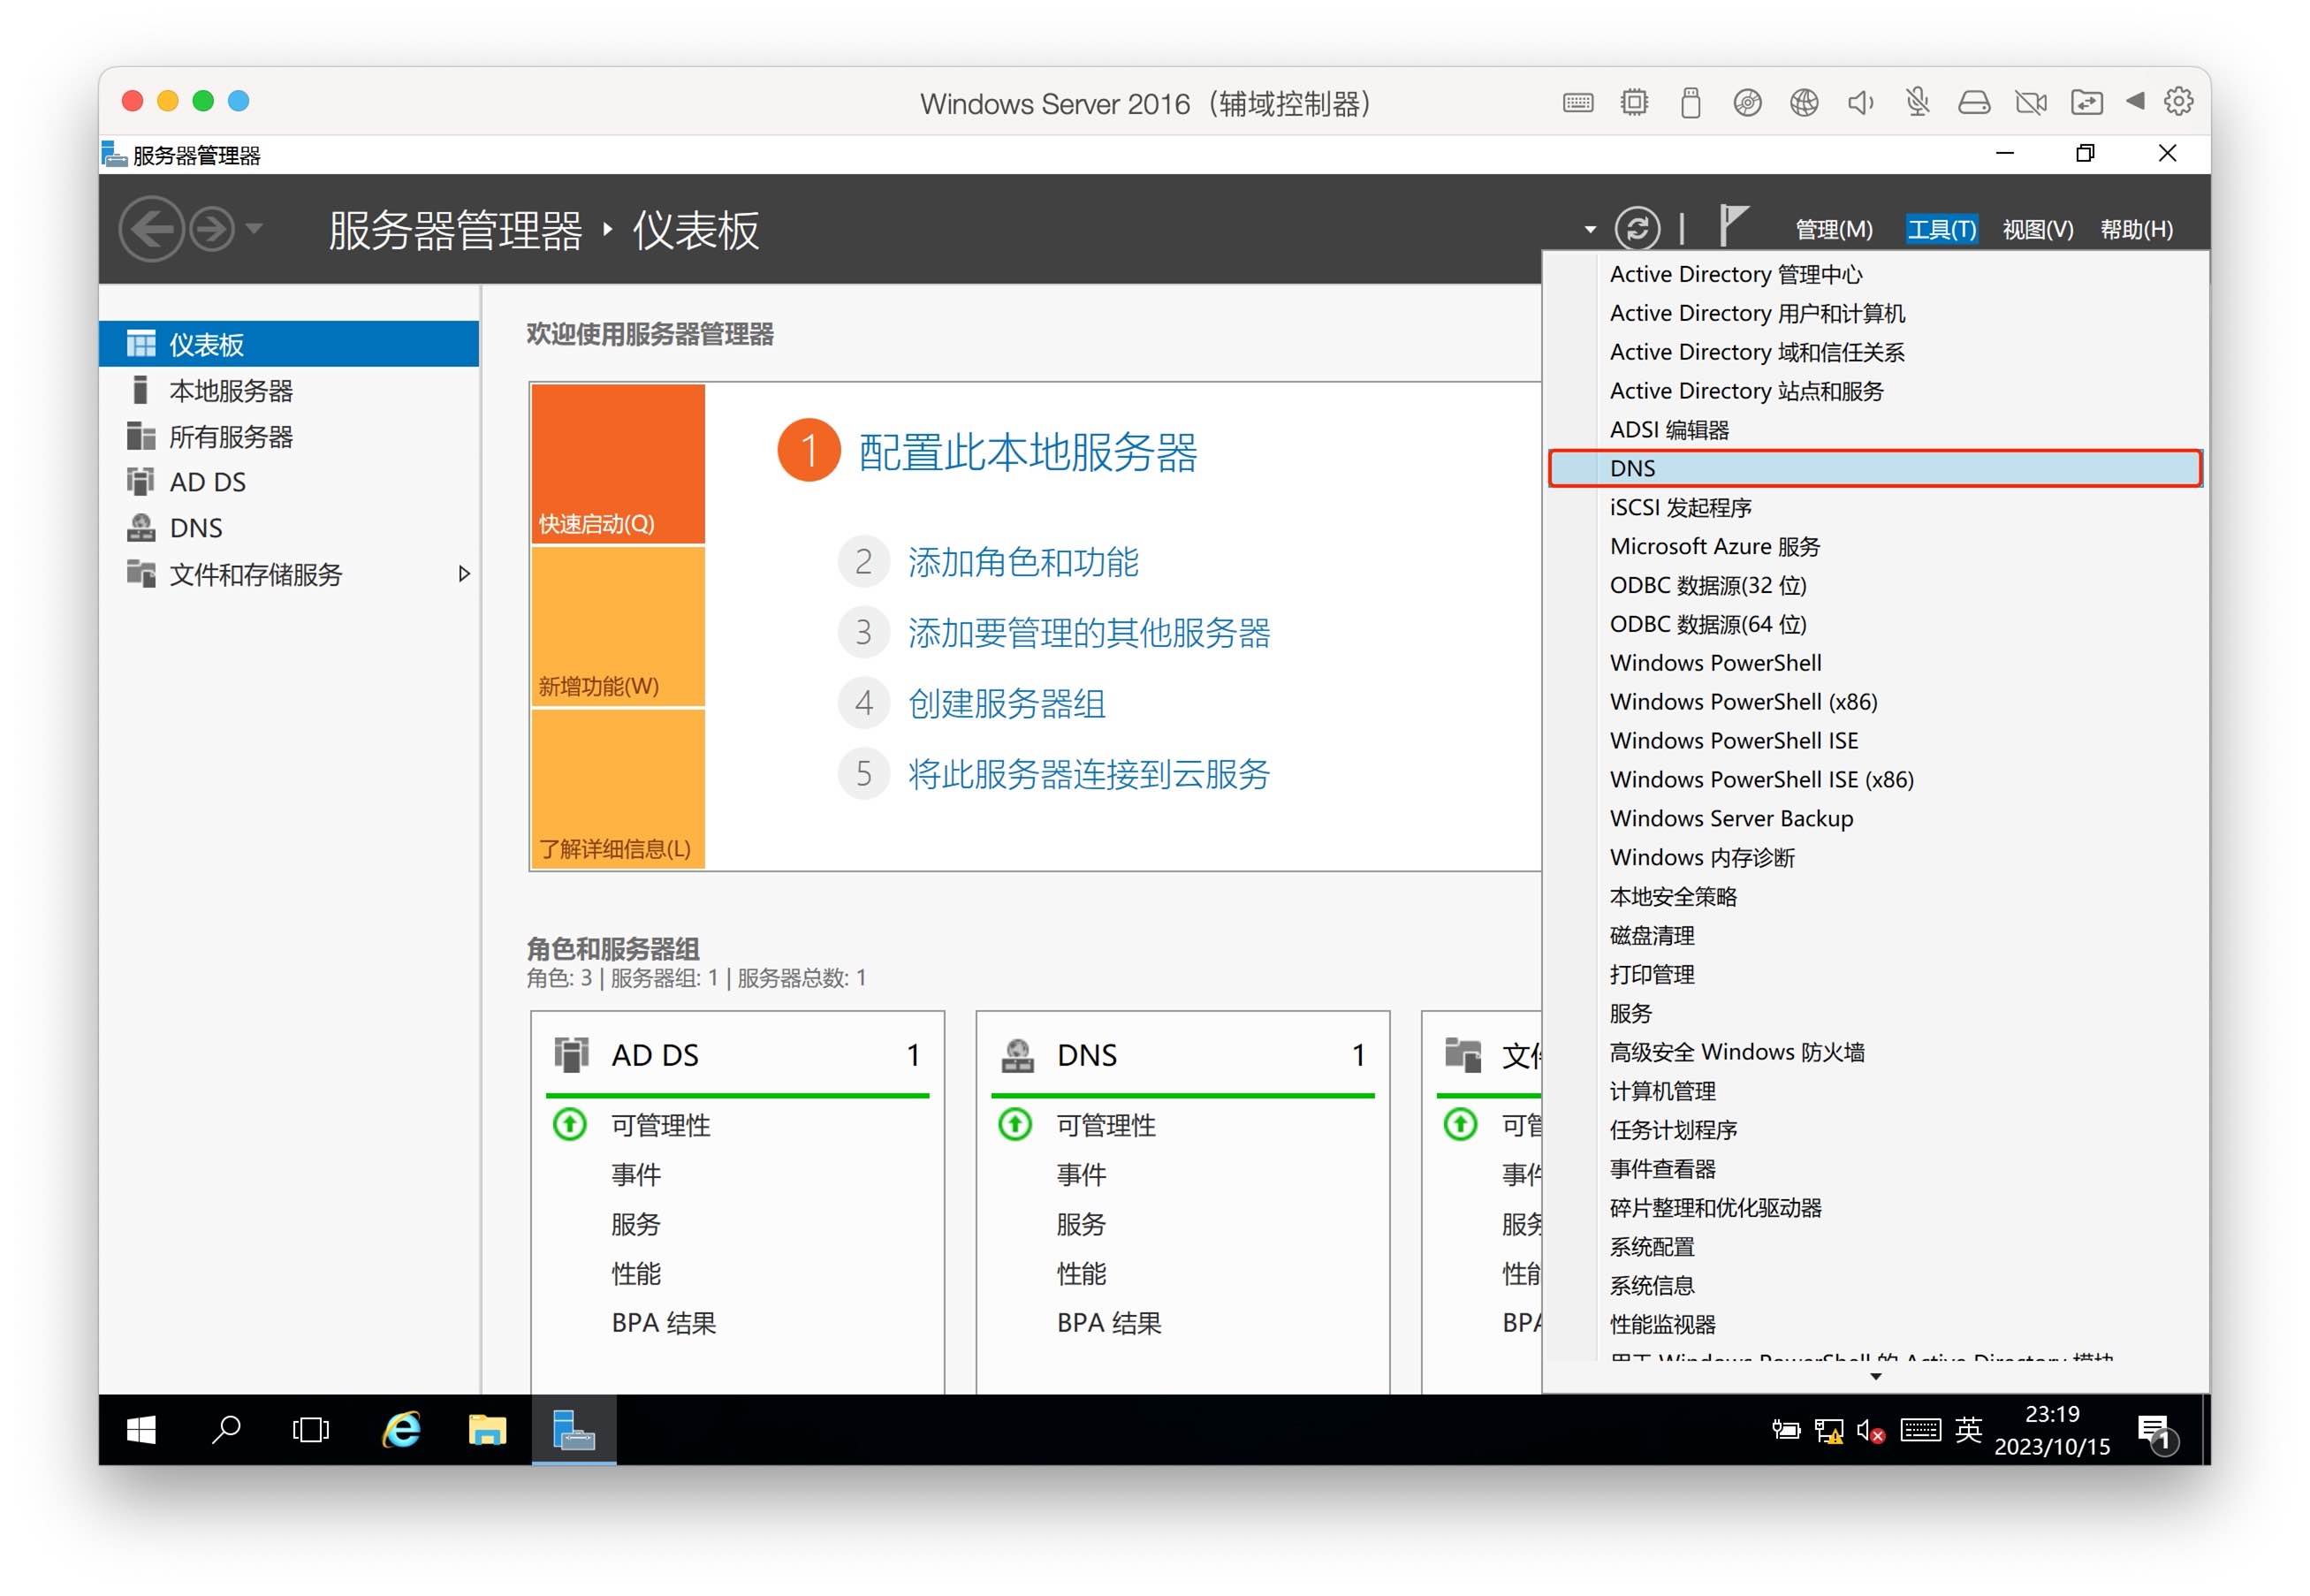 Windows Server 2016（辅域控制器）
服务器管理器
服务器管理器 ‣ 仪表板
管理(M) 工具(T) 视图(V) 帮助(H)
仪表板
本地服务器
所有服务器
AD DS
DNS
文件和存储服务
欢迎使用服务器管理器
快速启动(Q)
新增功能(W)
了解详细信息(L)
1 配置此本地服务器
2 添加角色和功能
3 添加要管理的其他服务器
4 创建服务器组
5 将此服务器连接到云服务
角色和服务器组
角色: 3 | 服务器组: 1 | 服务器总数: 1
AD DS 1
可管理性
事件
服务
性能
BPA 结果
DNS 1
可管理性
事件
服务
性能
BPA 结果
Active Directory 管理中心
Active Directory 用户和计算机
Active Directory 域和信任关系
Active Directory 站点和服务
ADSI 编辑器
DNS
iSCSI 发起程序
Microsoft Azure 服务
ODBC 数据源(32 位)
ODBC 数据源(64 位)
Windows PowerShell
Windows PowerShell (x86)
Windows PowerShell ISE
Windows PowerShell ISE (x86)
Windows Server Backup
Windows 内存诊断
本地安全策略
磁盘清理
打印管理
服务
高级安全 Windows 防火墙
计算机管理
任务计划程序
事件查看器
碎片整理和优化驱动器
系统配置
系统信息
性能监视器
用于 Windows PowerShell 的 Active Directory 模块
英
23:19
2023/10/15
1